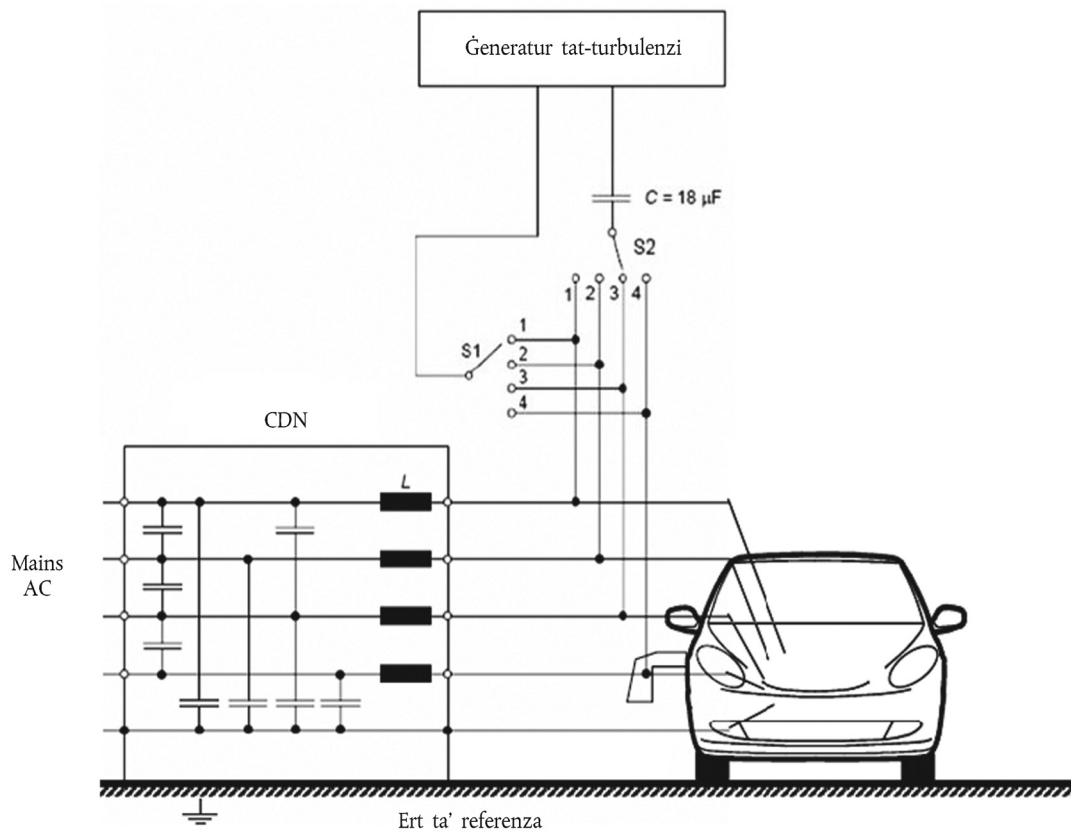 Ġeneratur tat-turbulenzi
C = 18 μF
S2
1 2 3 4
S1
1
2
3
4
CDN
L
Mains
AC
Ert ta' referenza